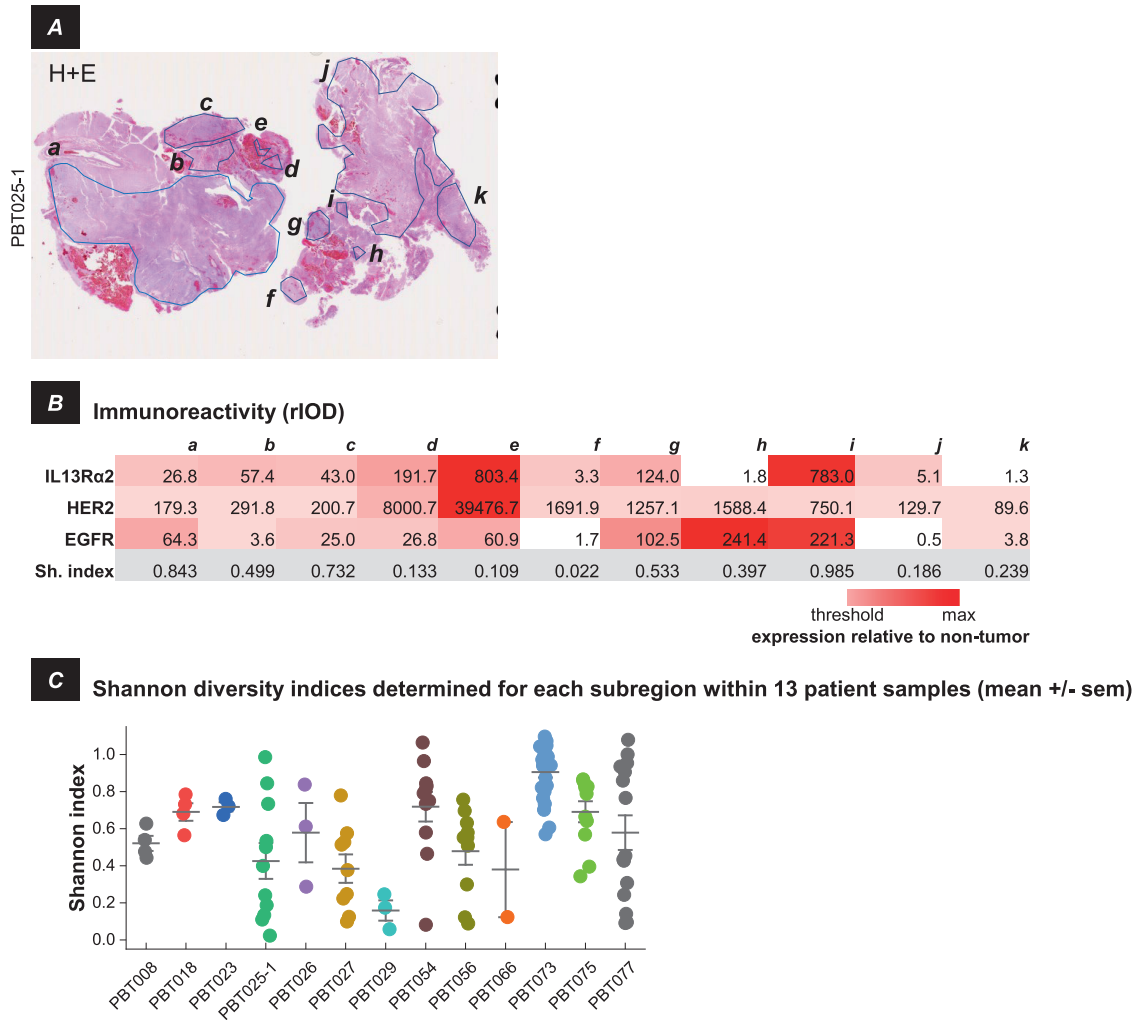 A
H+E
PBT025-1
a
b
c
d
e
f
g
h
i
j
k
B
Immunoreactivity (rIOD)
a b c d e f g h i j k
IL13Rα2 26.8 57.4 43.0 191.7 803.4 3.3 124.0 1.8 783.0 5.1 1.3
HER2 179.3 291.8 200.7 8000.7 39476.7 1691.9 1257.1 1588.4 750.1 129.7 89.6
EGFR 64.3 3.6 25.0 26.8 60.9 1.7 102.5 241.4 221.3 0.5 3.8
Sh. index 0.843 0.499 0.732 0.133 0.109 0.022 0.533 0.397 0.985 0.186 0.239
threshold max
expression relative to non-tumor
C
Shannon diversity indices determined for each subregion within 13 patient samples (mean +/- sem)
Shannon index
1.0
0.8
0.6
0.4
0.2
0.0
PBT008 PBT018 PBT023 PBT025-1 PBT026 PBT027 PBT029 PBT054 PBT056 PBT066 PBT073 PBT075 PBT077